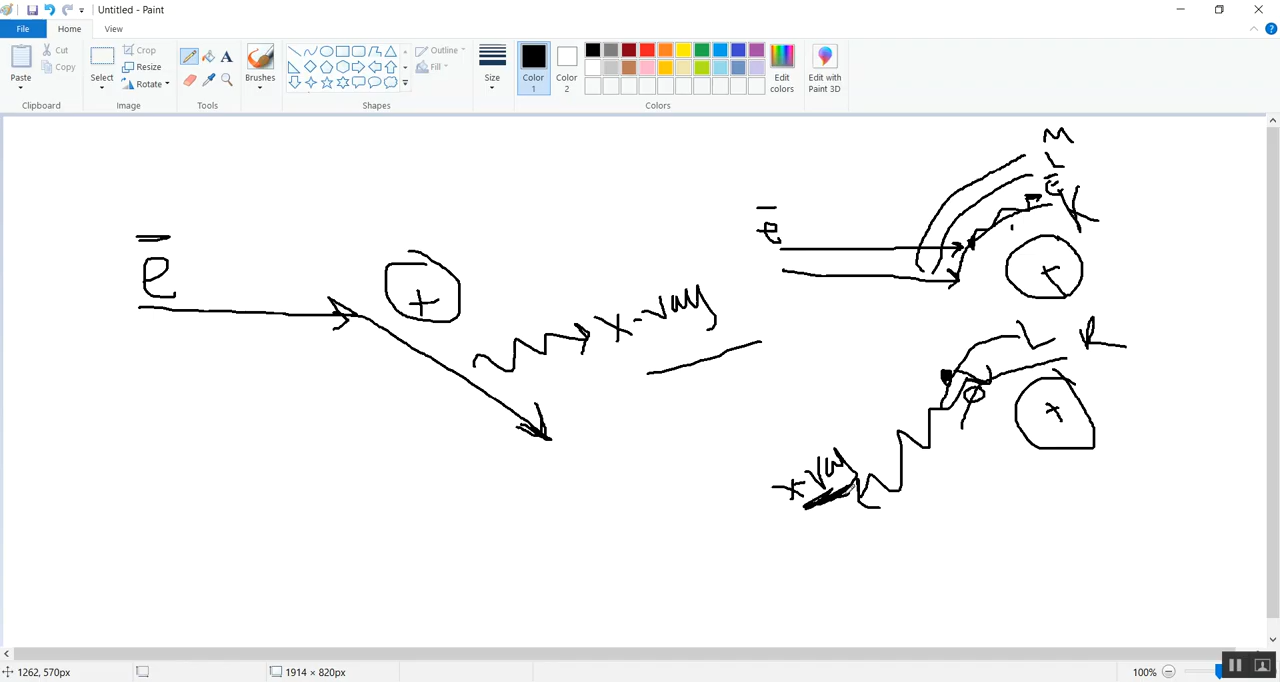 Untitled - Paint
File
Home
View
Paste
Cut
Copy
Clipboard
Select
Crop
Resize
Rotate
Image
Tools
Brushes
Shapes
Outline
Fill
Size
Color
1
Color
2
Edit
colors
Edit with
Paint 3D
Colors
e
+
x-ray
e
M
L
e
K
+
L
K
+
x-ray
1262, 570px
1914 × 820px
100%